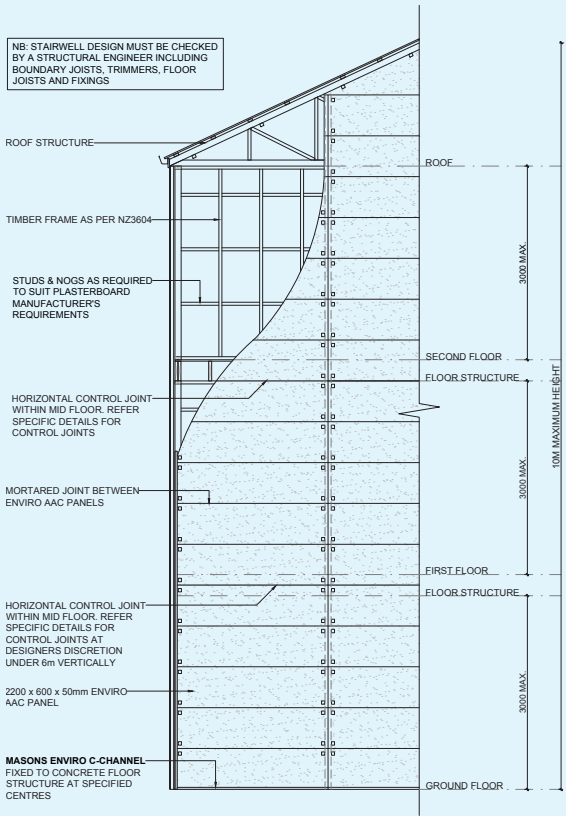 NB: STAIRWELL DESIGN MUST BE CHECKED
BY A STRUCTURAL ENGINEER INCLUDING
BOUNDARY JOISTS, TRIMMERS, FLOOR
JOISTS AND FIXINGS
ROOF STRUCTURE
ROOF
TIMBER FRAME AS PER NZ3604
3000 MAX.
STUDS & NOGS AS REQUIRED
TO SUIT PLASTERBOARD
MANUFACTURER'S
REQUIREMENTS
SECOND FLOOR
FLOOR STRUCTURE
10M MAXIMUM HEIGHT
HORIZONTAL CONTROL JOINT
WITHIN MID FLOOR. REFER
SPECIFIC DETAILS FOR
CONTROL JOINTS
3000 MAX.
MORTARED JOINT BETWEEN
ENVIRO AAC PANELS
FIRST FLOOR
FLOOR STRUCTURE
HORIZONTAL CONTROL JOINT
WITHIN MID FLOOR. REFER
SPECIFIC DETAILS FOR
CONTROL JOINTS AT
DESIGNERS DISCRETION
UNDER 6m VERTICALLY
3000 MAX.
2200 x 600 x 50mm ENVIRO
AAC PANEL
MASONS ENVIRO C-CHANNEL
FIXED TO CONCRETE FLOOR
STRUCTURE AT SPECIFIED
CENTRES
GROUND FLOOR